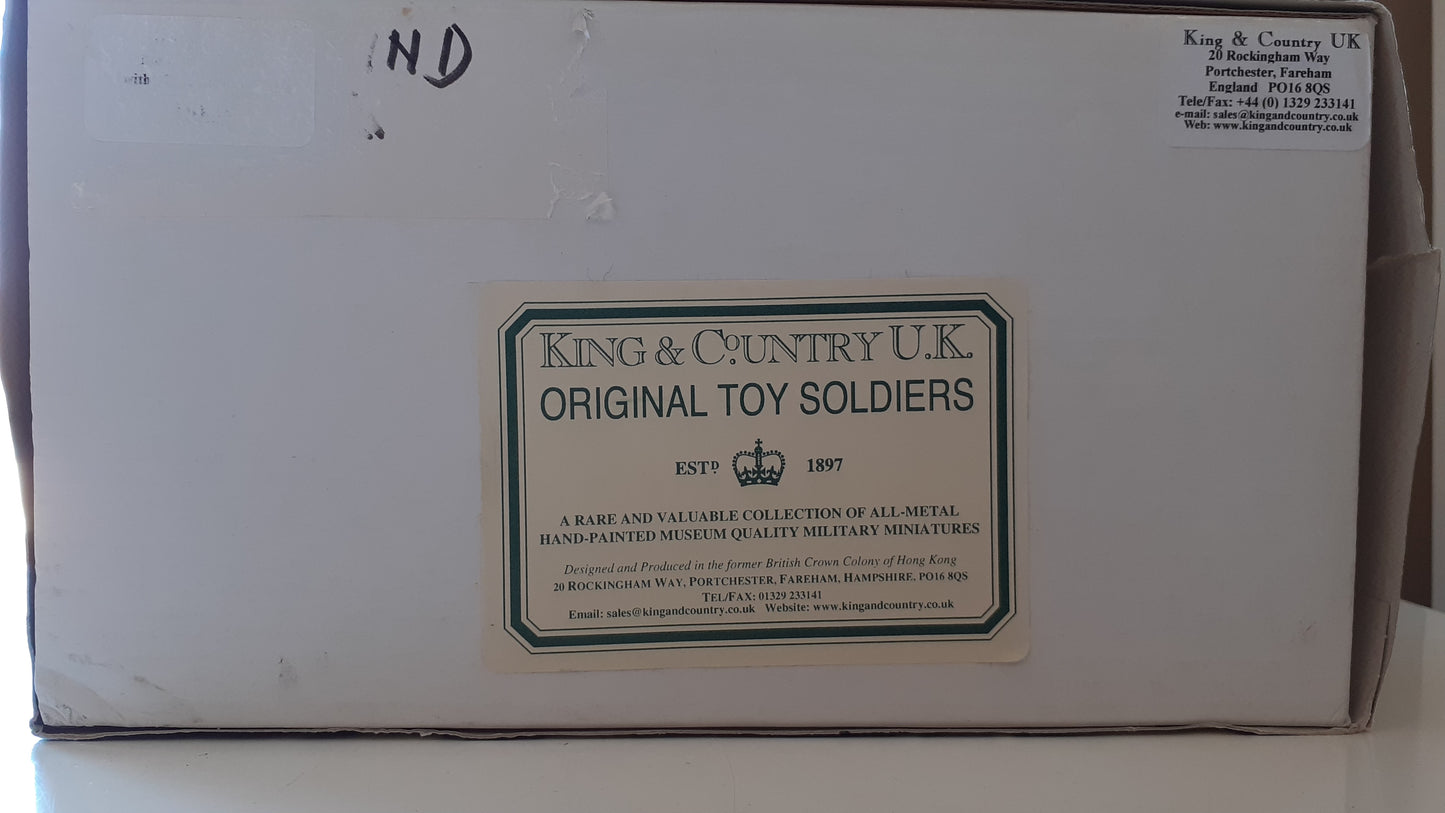 with
ND
King & Country UK
20 Rockingham Way
Portchester, Fareham
England PO16 8QS
Tele/Fax: +44 (0) 1329 233141
e-mail: sales@kingandcountry.co.uk
Web: www.kingandcountry.co.uk
KING & Cº.UNTRY U.K.
ORIGINAL TOY SOLDIERS
ESTD. 1897
A RARE AND VALUABLE COLLECTION OF ALL-METAL
HAND-PAINTED MUSEUM QUALITY MILITARY MINIATURES
Designed and Produced in the former British Crown Colony of Hong Kong
20 ROCKINGHAM WAY, PORTCHESTER, FAREHAM, HAMPSHIRE. PO16 8QS
TEL/FAX: 01329 233141
Email: sales@kingandcountry.co.uk Website: www.kingandcountry.co.uk